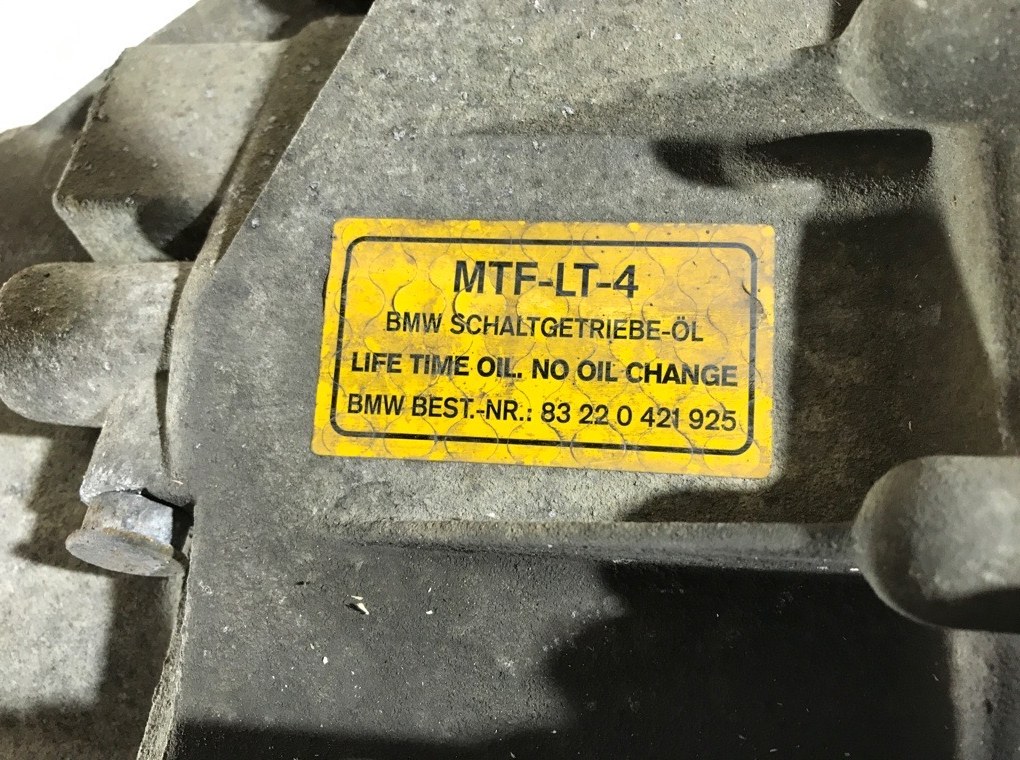 MTF-LT-4
BMW SCHALTGETRIEBE-ÖL
LIFE TIME OIL. NO OIL CHANGE
BMW BEST.-NR.: 83 22 0 421 925